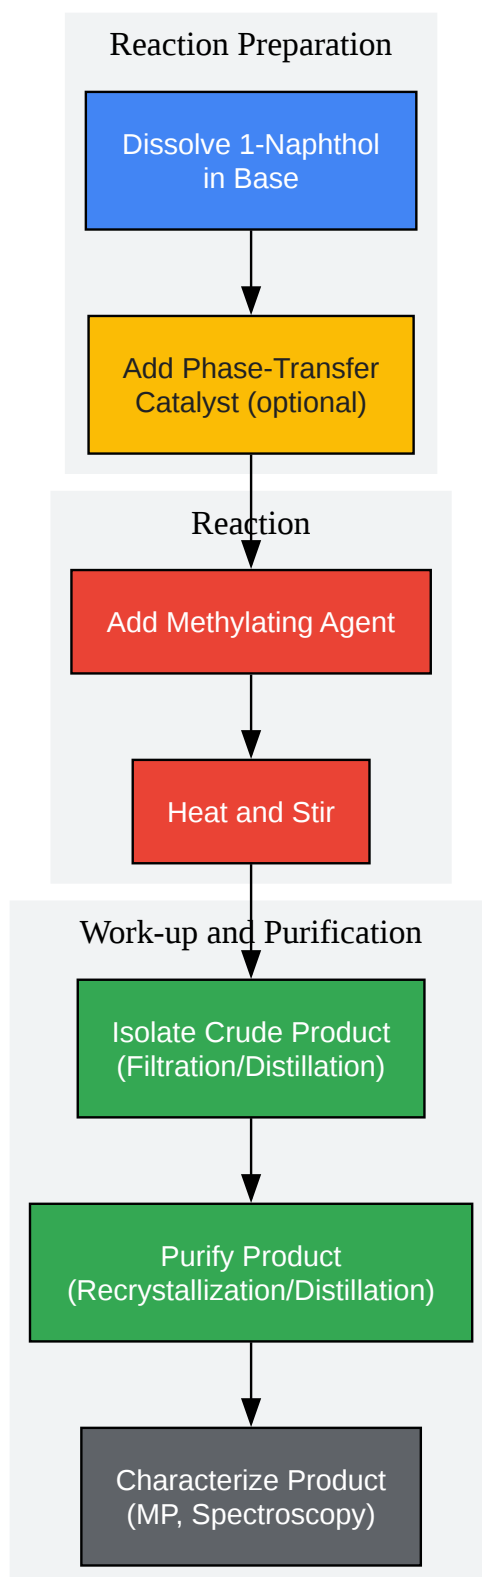 Reaction Preparation
Dissolve 1-Naphthol
in Base
Add Phase-Transfer
Catalyst (optional)
Reaction
Add Methylating Agent
Heat and Stir
Work-up and Purification
Isolate Crude Product
(Filtration/Distillation)
Purify Product
(Recrystallization/Distillation)
Characterize Product
(MP, Spectroscopy)